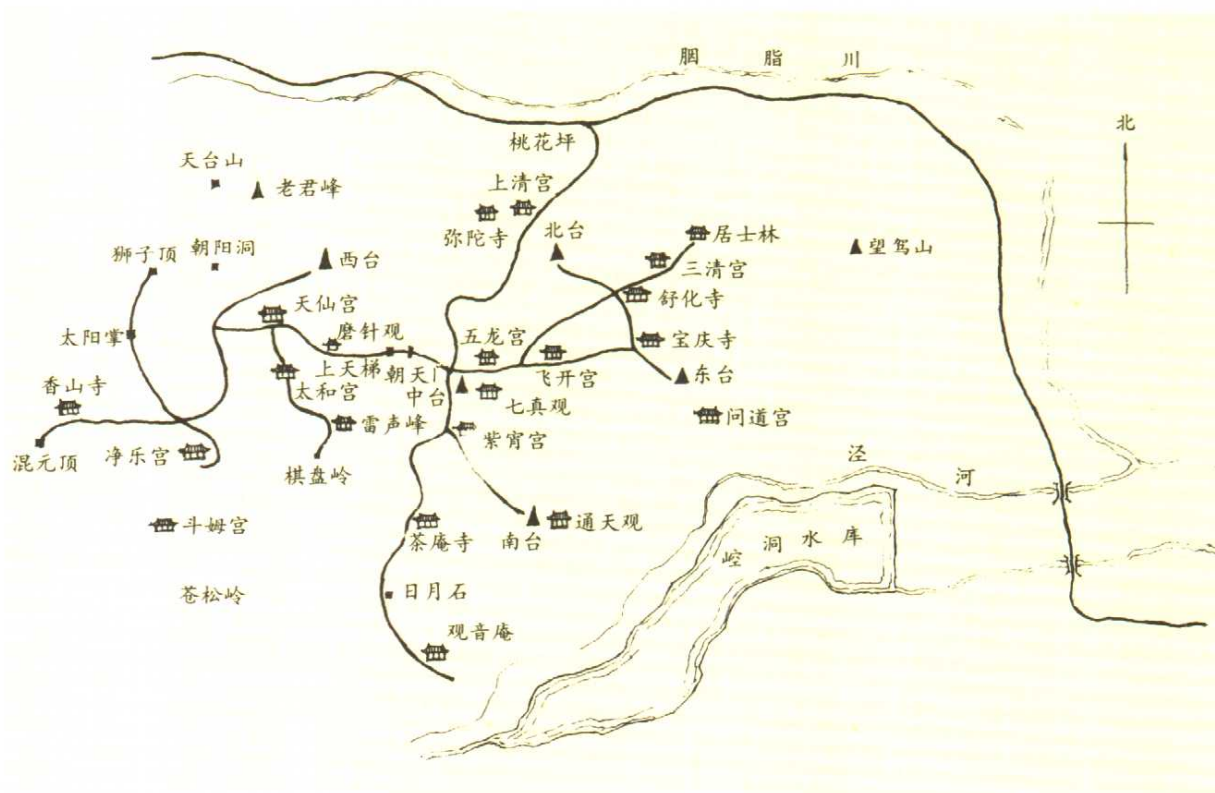 胭脂川
北
桃花坪
天台山
老君峰
上清宫
弥陀寺
北台
居士林
望驾山
狮子顶
朝阳洞
西台
三清宫
天仙宫
舒化寺
太阳掌
磨针观
五龙宫
宝庆寺
上天梯
朝天门
飞开宫
东台
香山寺
太和宫
中台
七真观
雷声峰
紫宵宫
问道宫
混元顶
净乐宫
棋盘岭
泾河
斗姆宫
茶庵寺
南台
通天观
崆洞水库
苍松岭
日月石
观音庵